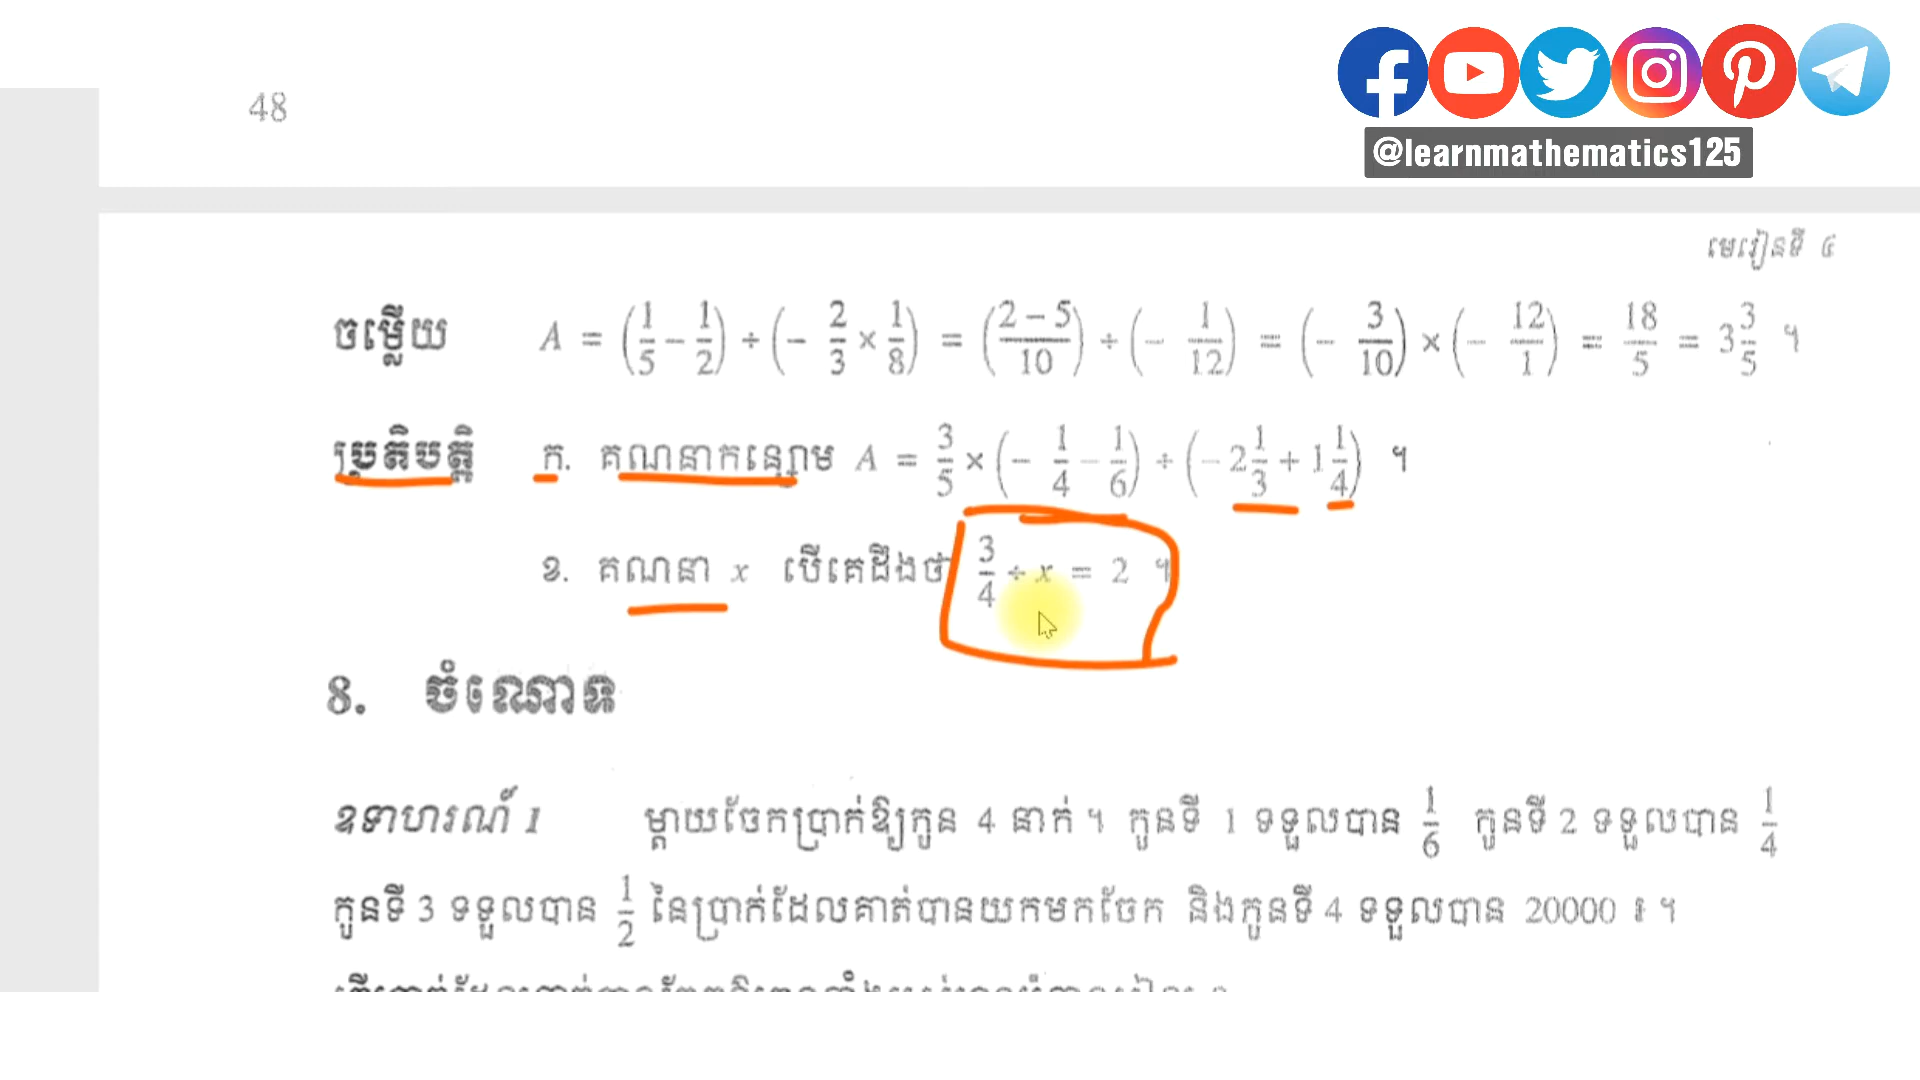 48
@learnmathematics125
មេរៀនទី ៤
ចម្លើយ A = (1/5 − 1/2) ÷ (− 2/3 × 1/8) = ((2 − 5)/10) ÷ (− 1/12) = (− 3/10) × (− 12/1) = 18/5 = 3 3/5 ។
ប្រតិបត្តិ ក. គណនាកន្សោម A = 3/5 × (− 1/4 − 1/6) ÷ (− 2 1/3 + 1 1/4) ។
ខ. គណនា x បើគេដឹងថា 3/4 ÷ x = 2 ។
8. ចំណោទ
ឧទាហរណ៍ 1 ម្តាយចែកប្រាក់ឱ្យកូន 4 នាក់ ។ កូនទី 1 ទទួលបាន 1/6 កូនទី 2 ទទួលបាន 1/4
កូនទី 3 ទទួលបាន 1/2 នៃប្រាក់ដែលគាត់បានយកមកចែក និងកូនទី 4 ទទួលបាន 20000 ៛ ។